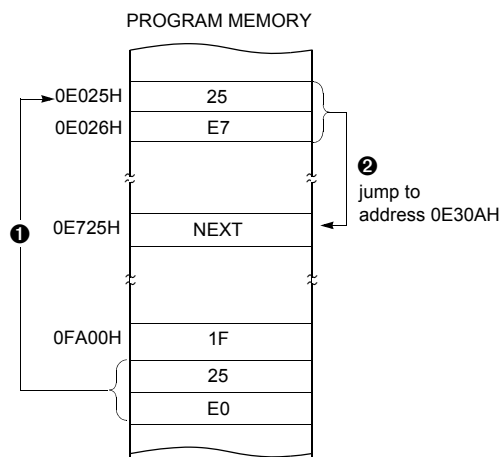 PROGRAM MEMORY
0E025H 25
0E026H E7
❷
jump to
address 0E30AH
❶
0E725H NEXT
0FA00H 1F
25
E0